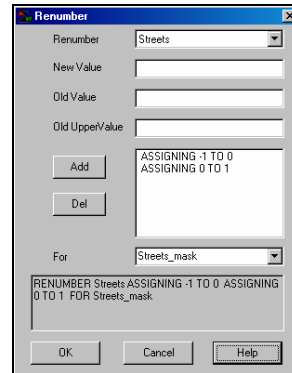 Renumber
Renumber Streets
New Value
Old Value
Old UpperValue
Add
Del
ASSIGNING -1 TO 0
ASSIGNING 0 TO 1
For Streets_mask
RENUMBER Streets ASSIGNING -1 TO 0 ASSIGNING
0 TO 1 FOR Streets_mask
OK Cancel Help